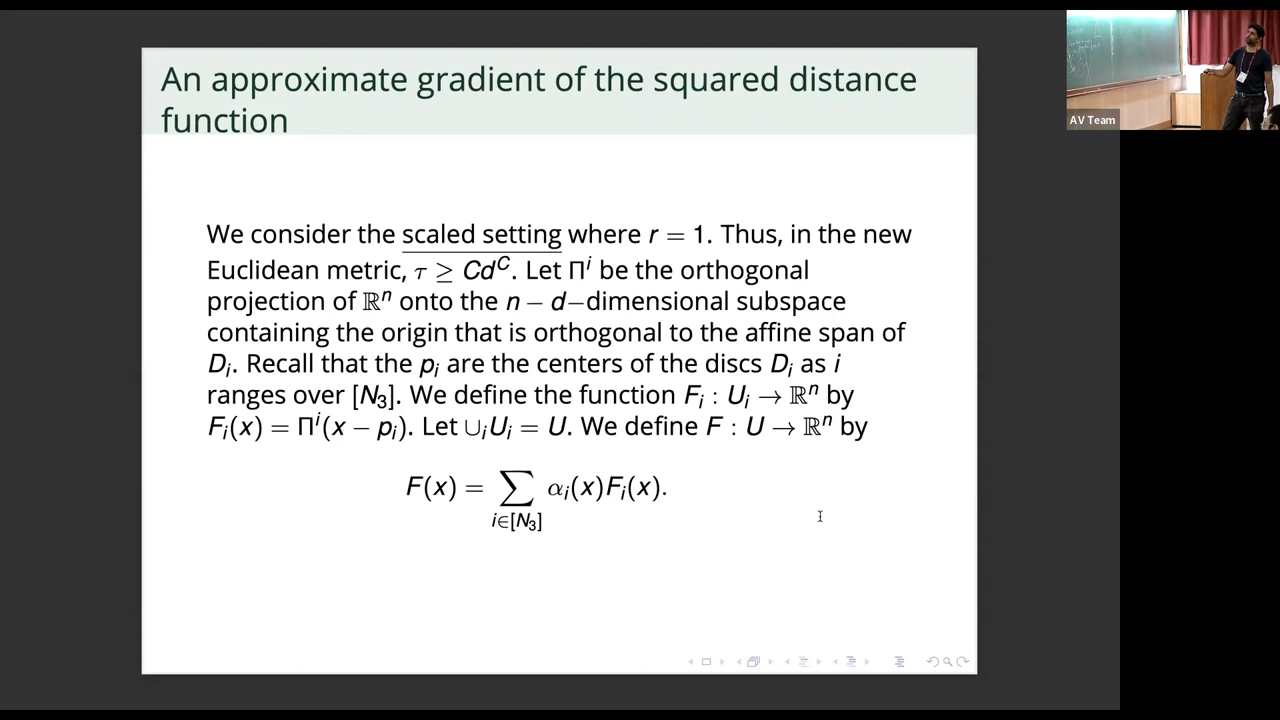 An approximate gradient of the squared distance
function
We consider the scaled setting where r = 1. Thus, in the new
Euclidean metric, τ ≥ Cd^C. Let Π^i be the orthogonal
projection of ℝ^n onto the n − d−dimensional subspace
containing the origin that is orthogonal to the affine span of
D_i. Recall that the p_i are the centers of the discs D_i as i
ranges over [N_3]. We define the function F_i : U_i → ℝ^n by
F_i(x) = Π^i(x − p_i). Let ∪_iU_i = U. We define F : U → ℝ^n by
F(x) = ∑_{i∈[N_3]} α_i(x)F_i(x).
AV Team